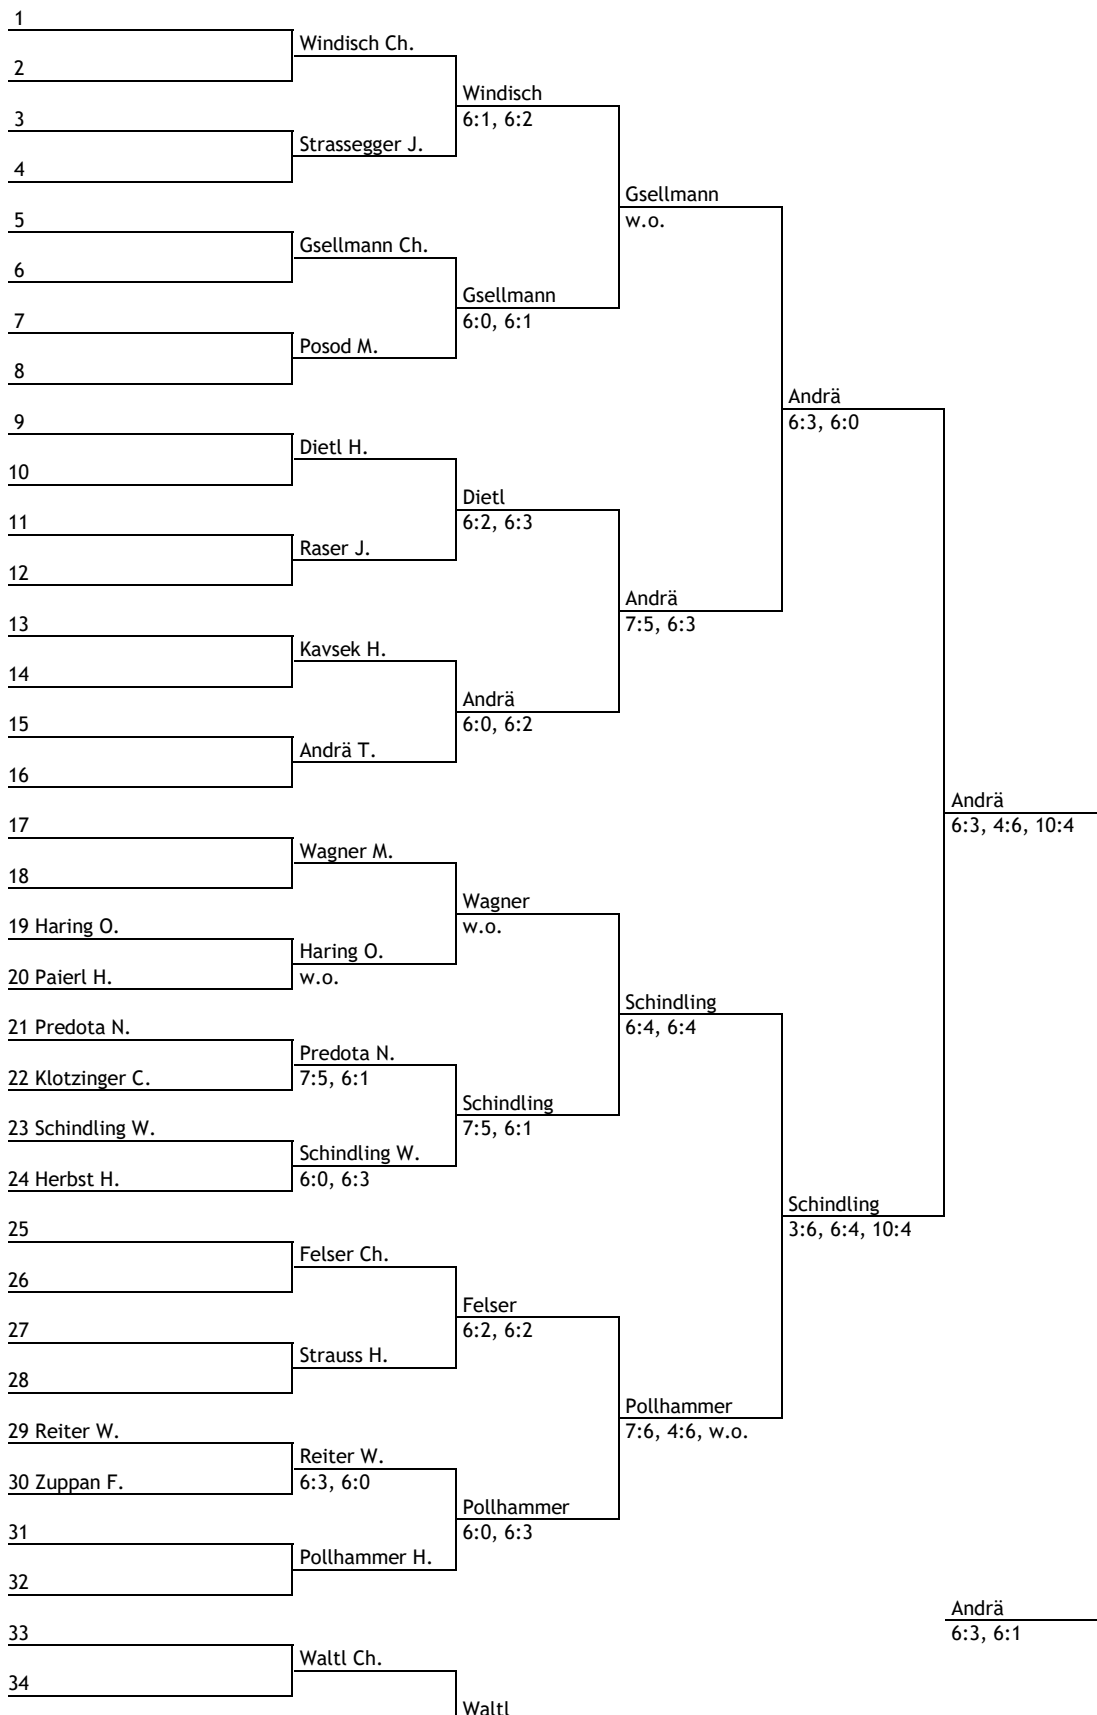 1
Windisch Ch.
2
Windisch
6:1, 6:2
3
Strassegger J.
4
Gsellmann
w.o.
5
Gsellmann Ch.
6
Gsellmann
6:0, 6:1
7
Posod M.
8
Andrä
6:3, 6:0
9
Dietl H.
10
Dietl
6:2, 6:3
11
Raser J.
12
Andrä
7:5, 6:3
13
Kavsek H.
14
Andrä
6:0, 6:2
15
Andrä T.
16
Andrä
6:3, 4:6, 10:4
17
Wagner M.
18
Wagner
w.o.
19 Haring O.
Haring O.
w.o.
20 Paierl H.
Schindling
6:4, 6:4
21 Predota N.
Predota N.
7:5, 6:1
22 Klotzinger C.
Schindling
7:5, 6:1
23 Schindling W.
Schindling W.
6:0, 6:3
24 Herbst H.
Schindling
3:6, 6:4, 10:4
25
Felser Ch.
26
Felser
6:2, 6:2
27
Strauss H.
28
Pollhammer
7:6, 4:6, w.o.
29 Reiter W.
Reiter W.
6:3, 6:0
30 Zuppan F.
Pollhammer
6:0, 6:3
31
Pollhammer H.
32
Andrä
6:3, 6:1
33
Waltl Ch.
34
Waltl